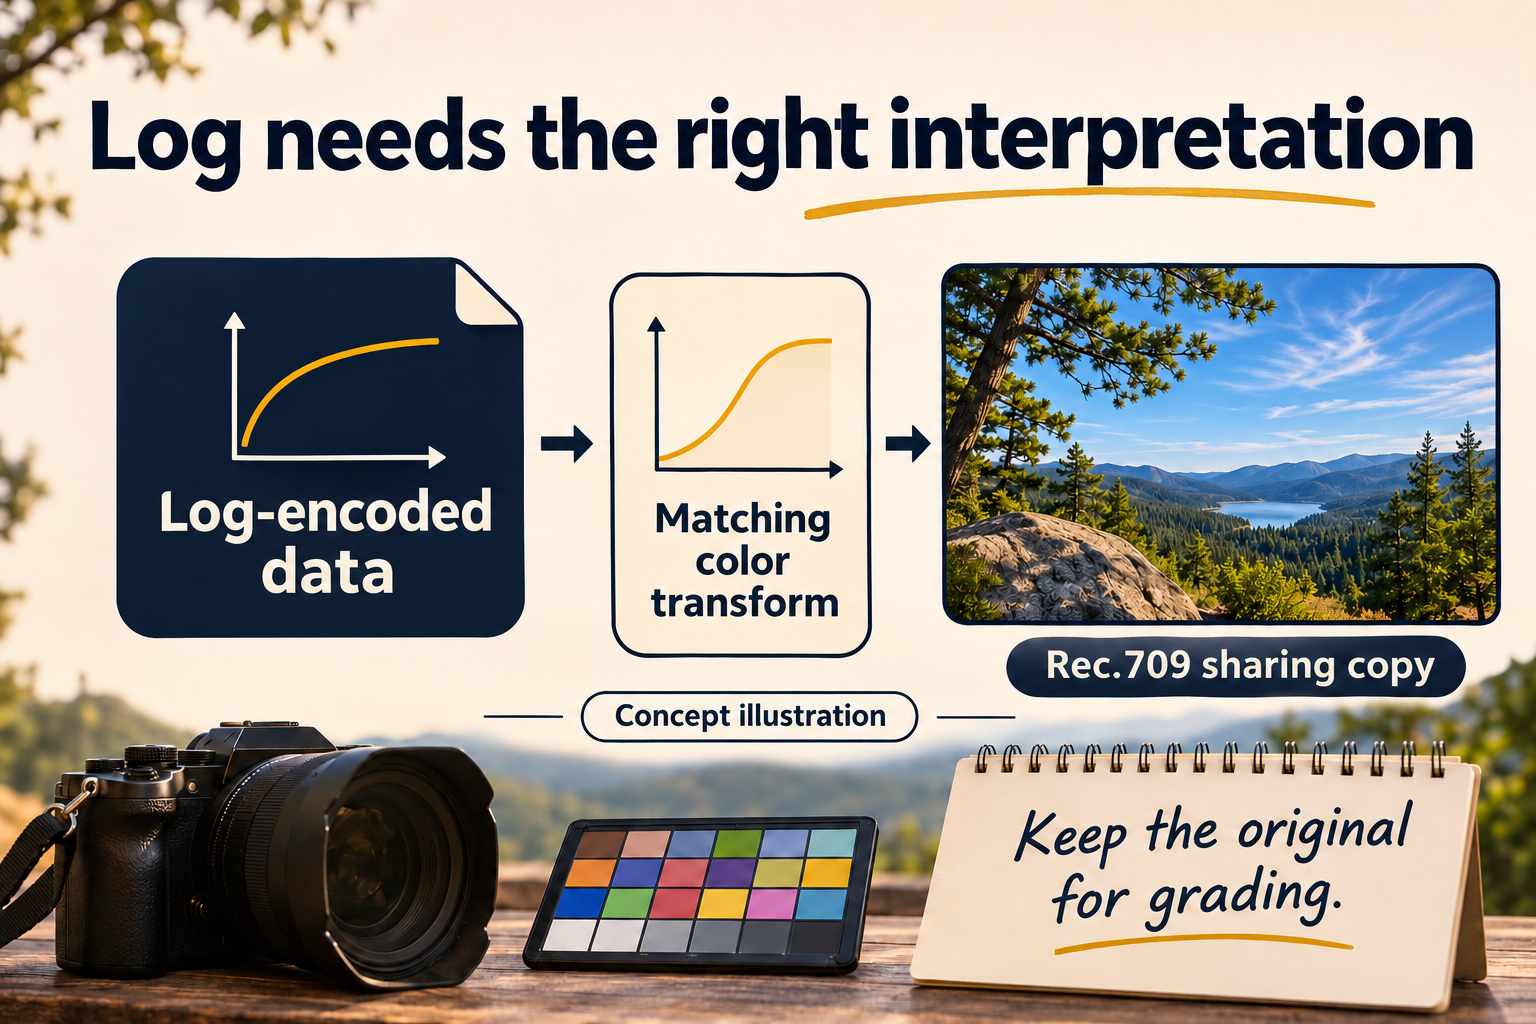 Log needs the right interpretation
Log-encoded
data
Matching
color
transform
Rec.709 sharing copy
Concept illustration
Keep the original
for grading.